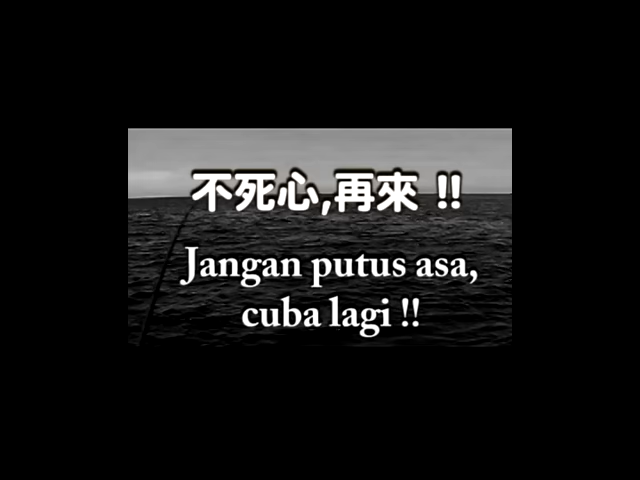 不死心,再來 !!
Jangan putus asa,
cuba lagi !!